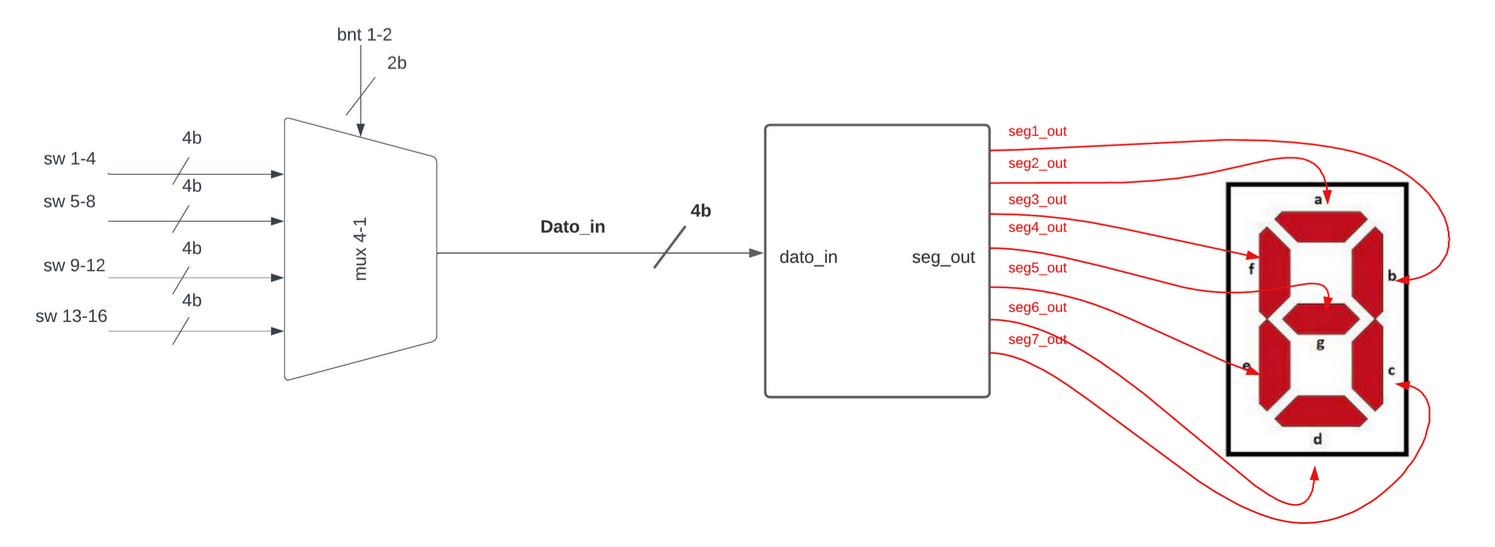 bnt 1-2
2b
sw 1-4
4b
sw 5-8
4b
sw 9-12
4b
sw 13-16
4b
mux 4-1
Dato_in
4b
dato_in
seg_out
seg1_out
seg2_out
seg3_out
seg4_out
seg5_out
seg6_out
seg7_out
a
f
b
g
e
c
d